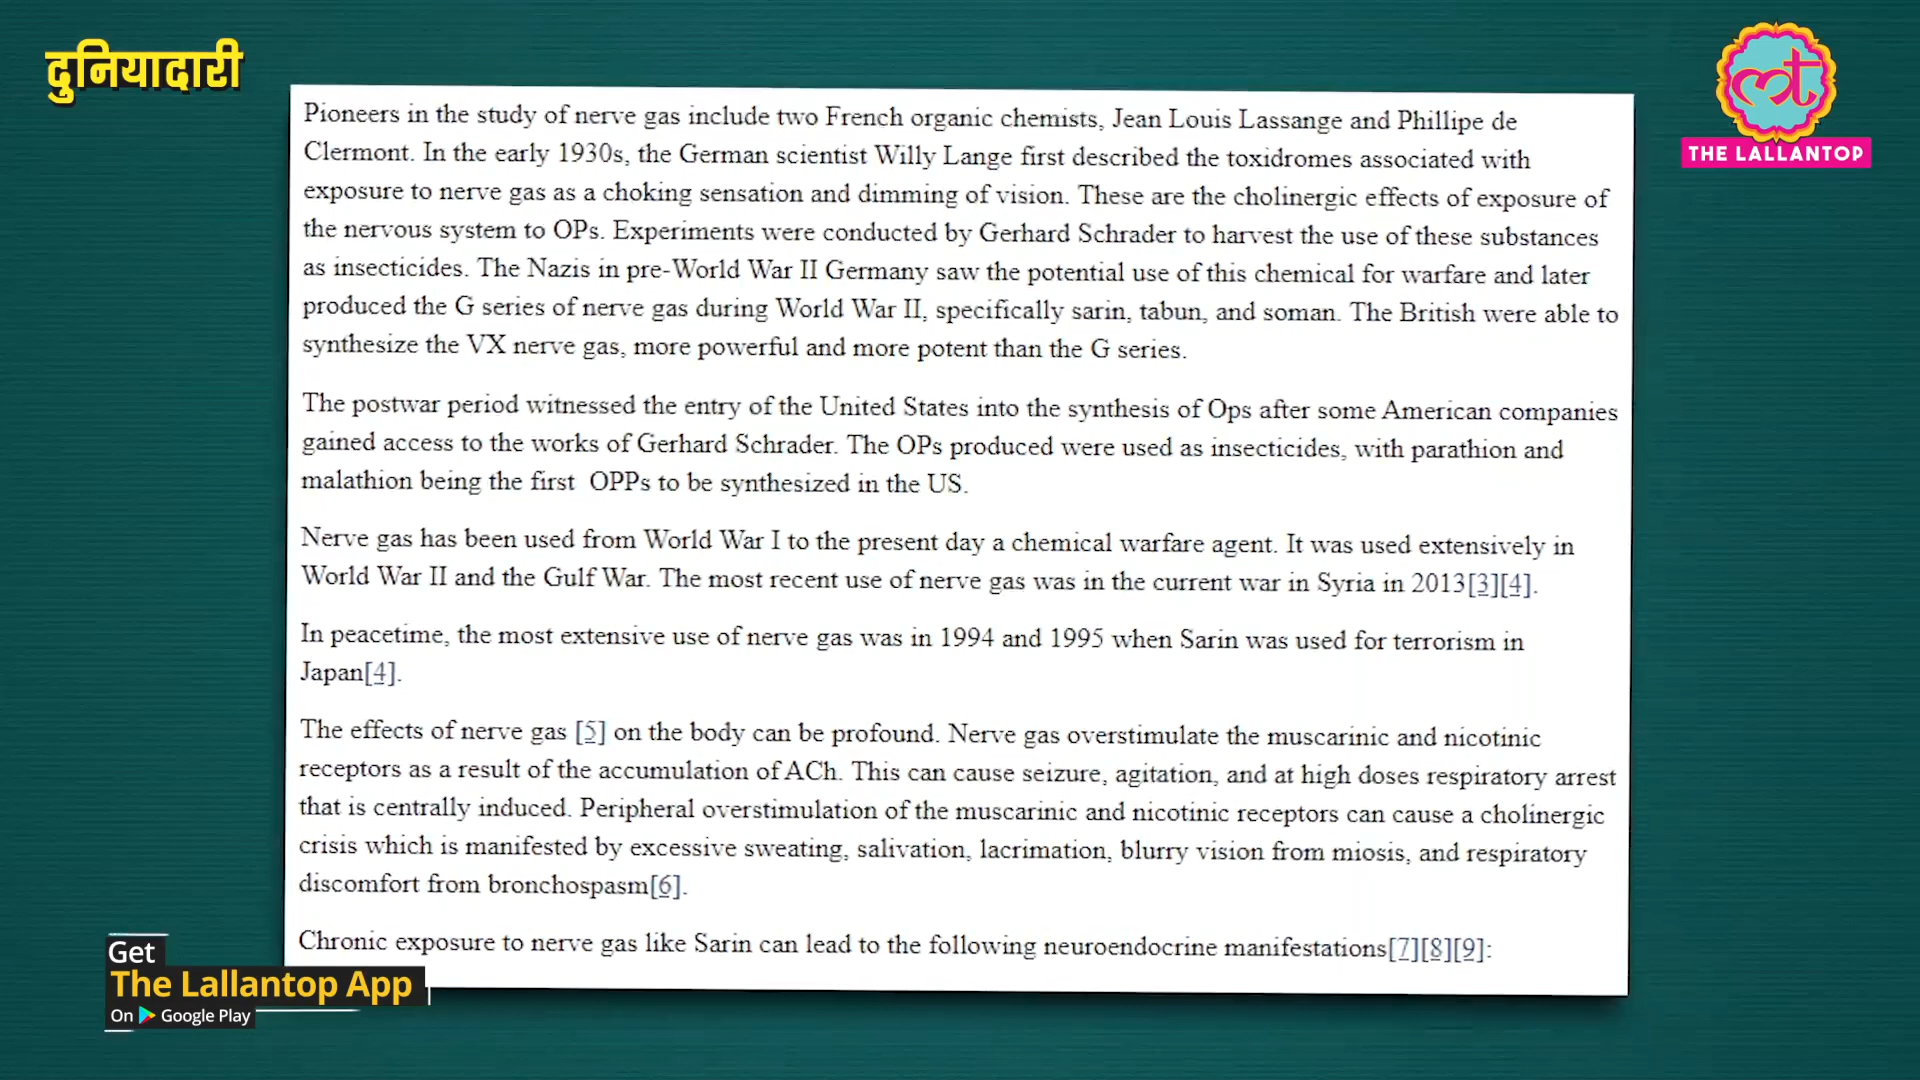 दुनियादारी
THE LALLANTOP
Pioneers in the study of nerve gas include two French organic chemists, Jean Louis Lassange and Phillipe de
Clermont. In the early 1930s, the German scientist Willy Lange first described the toxidromes associated with
exposure to nerve gas as a choking sensation and dimming of vision. These are the cholinergic effects of exposure of
the nervous system to OPs. Experiments were conducted by Gerhard Schrader to harvest the use of these substances
as insecticides. The Nazis in pre-World War II Germany saw the potential use of this chemical for warfare and later
produced the G series of nerve gas during World War II, specifically sarin, tabun, and soman. The British were able to
synthesize the VX nerve gas, more powerful and more potent than the G series.
The postwar period witnessed the entry of the United States into the synthesis of Ops after some American companies
gained access to the works of Gerhard Schrader. The OPs produced were used as insecticides, with parathion and
malathion being the first OPPs to be synthesized in the US.
Nerve gas has been used from World War I to the present day a chemical warfare agent. It was used extensively in
World War II and the Gulf War. The most recent use of nerve gas was in the current war in Syria in 2013[3][4].
In peacetime, the most extensive use of nerve gas was in 1994 and 1995 when Sarin was used for terrorism in
Japan[4].
The effects of nerve gas [5] on the body can be profound. Nerve gas overstimulate the muscarinic and nicotinic
receptors as a result of the accumulation of ACh. This can cause seizure, agitation, and at high doses respiratory arrest
that is centrally induced. Peripheral overstimulation of the muscarinic and nicotinic receptors can cause a cholinergic
crisis which is manifested by excessive sweating, salivation, lacrimation, blurry vision from miosis, and respiratory
discomfort from bronchospasm[6].
Chronic exposure to nerve gas like Sarin can lead to the following neuroendocrine manifestations[7][8][9]:
Get
The Lallantop App
On Google Play